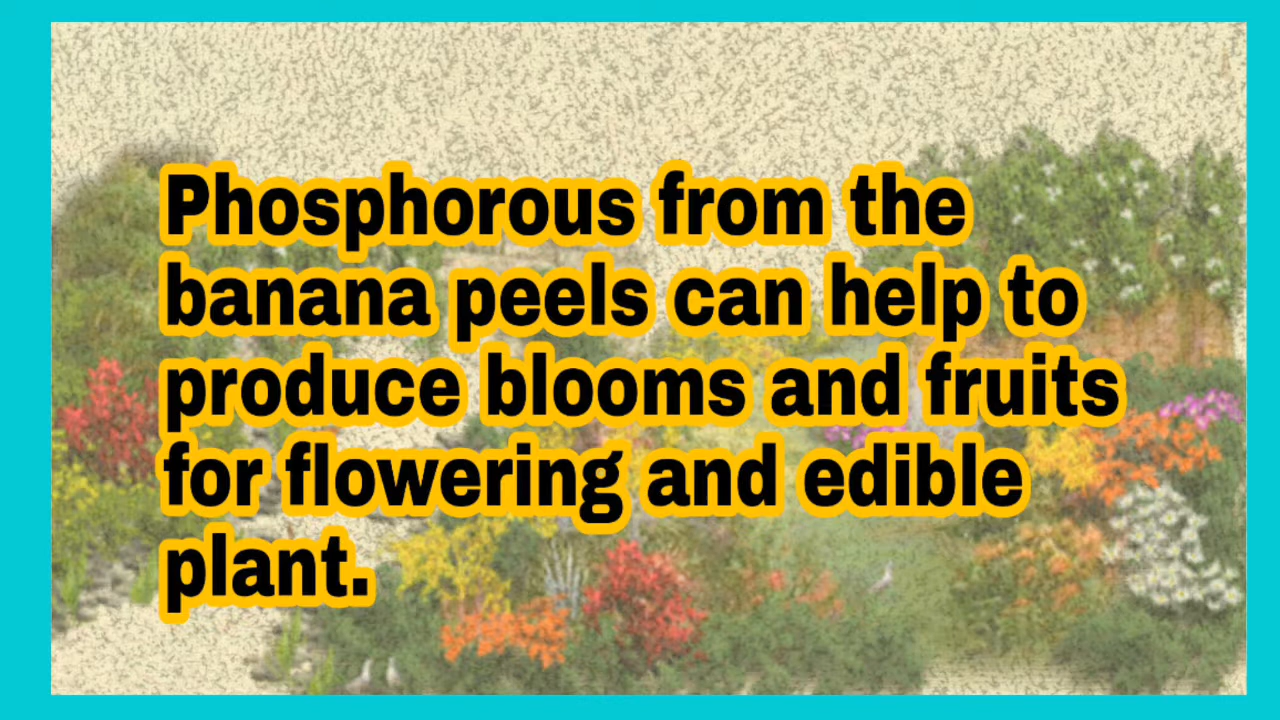 Phosphorous from the
banana peels can help to
produce blooms and fruits
for flowering and edible
plant.